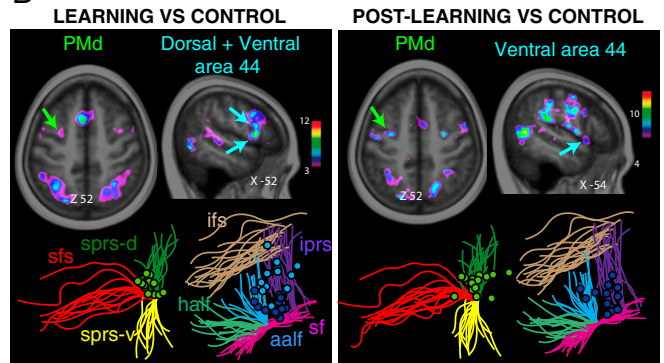 LEARNING VS CONTROL
PMd
Dorsal + Ventral
area 44
12
3
Z 52
X -52
ifs
sprs-d
iprs
sfs
half
sf
sprs-v
aalf
POST-LEARNING VS CONTROL
PMd
Ventral area 44
10
4
Z 52
X -54